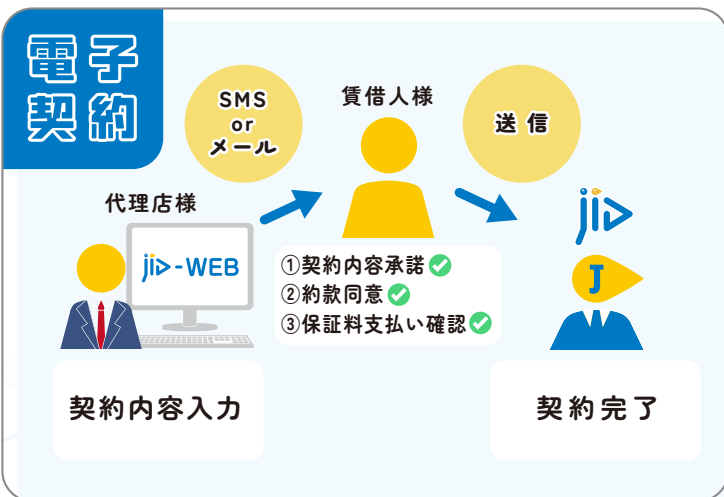 電子
契約
SMS
or
メール
賃借人様
送信
代理店様
jid-WEB
jid
①契約内容承諾
②約款同意
③保証料支払い確認
J
契約内容入力
契約完了